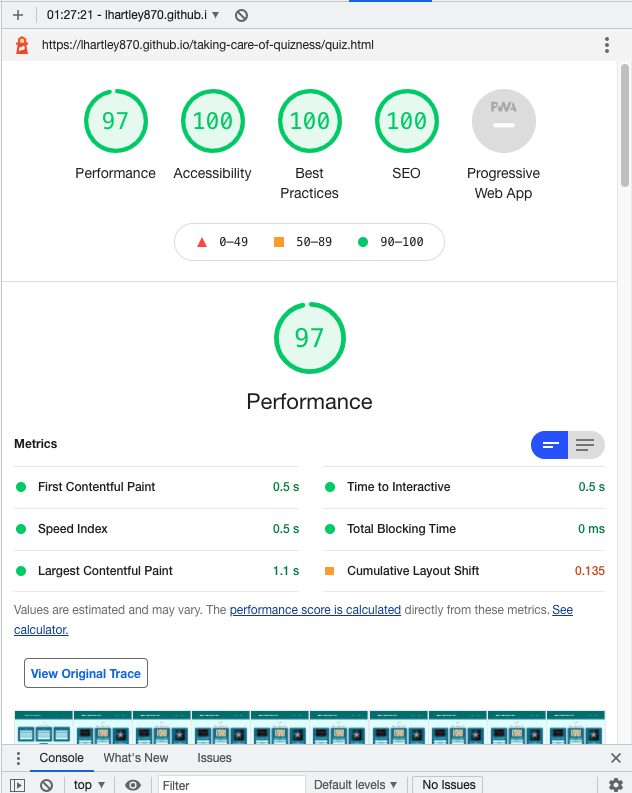 01:27:21 - lhartley870.github.i
https://lhartley870.github.io/taking-care-of-quizness/quiz.html
97 100 100 100 PWA
Performance Accessibility Best Practices SEO Progressive Web App
0–49 50–89 90–100
97
Performance
Metrics
First Contentful Paint 0.5 s Time to Interactive 0.5 s
Speed Index 0.5 s Total Blocking Time 0 ms
Largest Contentful Paint 1.1 s Cumulative Layout Shift 0.135
Values are estimated and may vary. The performance score is calculated directly from these metrics. See
calculator.
View Original Trace
Console What's New Issues
top Filter Default levels No Issues